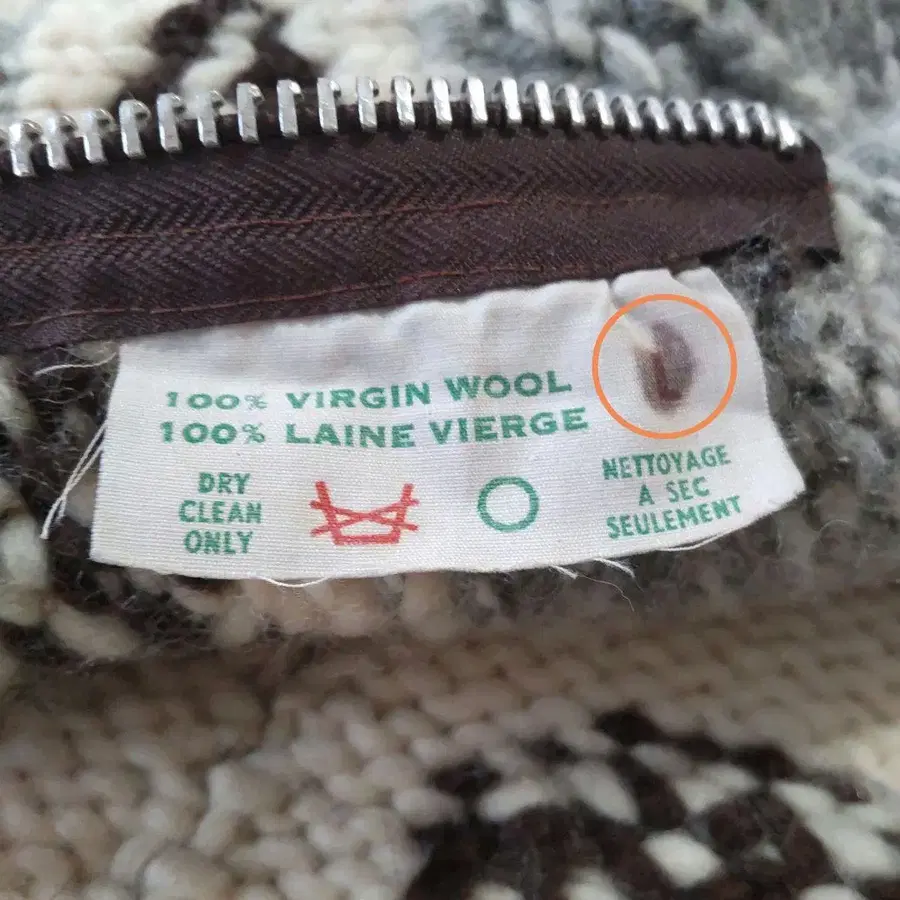 100% VIRGIN WOOL
100% LAINE VIERGE
DRY
CLEAN
ONLY
NETTOYAGE
A SEC
SEULEMENT